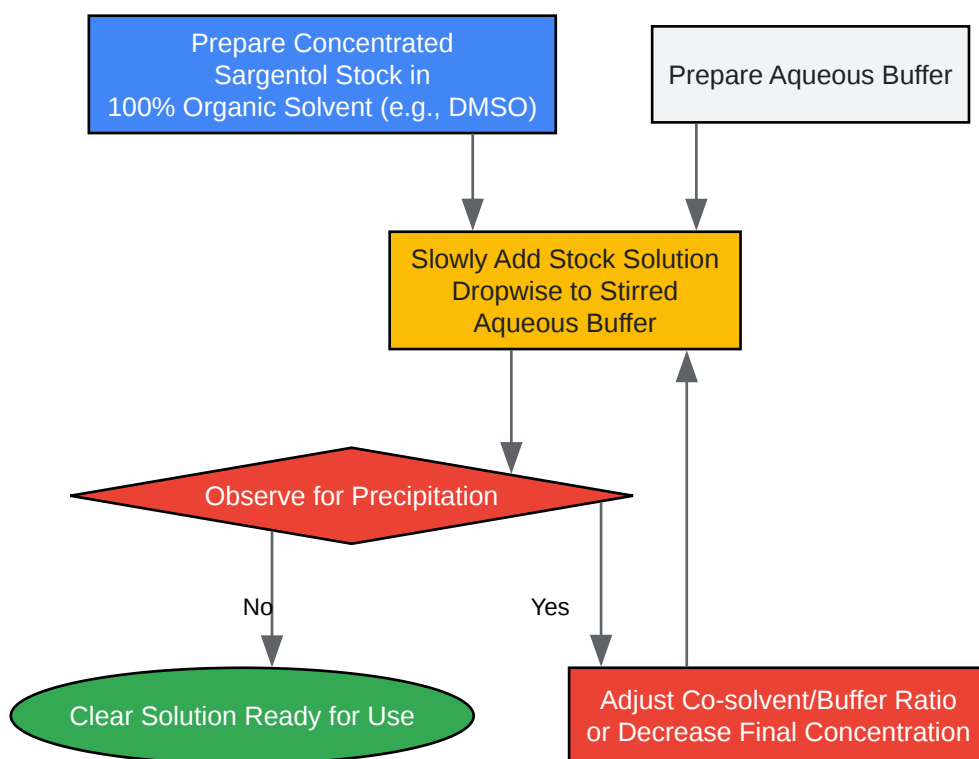 Prepare Concentrated
Sargentol Stock in
100% Organic Solvent (e.g., DMSO)
Prepare Aqueous Buffer
Slowly Add Stock Solution
Dropwise to Stirred
Aqueous Buffer
Observe for Precipitation
No
Yes
Clear Solution Ready for Use
Adjust Co-solvent/Buffer Ratio
or Decrease Final Concentration